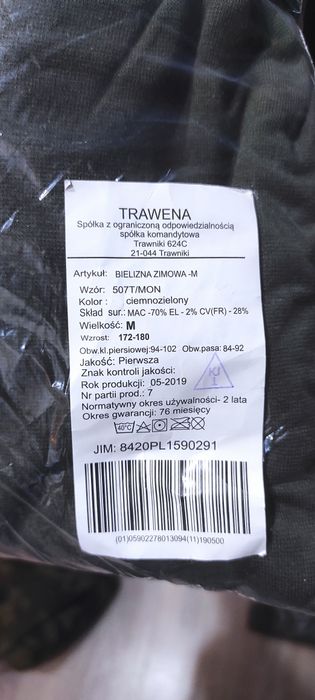 TRAWENA
Spółka z ograniczoną odpowiedzialnością
spółka komandytowa
Trawniki 624C
21-044 Trawniki
Artykuł: BIELIZNA ZIMOWA -M
Wzór: 507T/MON
Kolor : ciemnozielony
Skład sur.: MAC -70% EL - 2% CV(FR) - 28%
Wielkość: M
Wzrost: 172-180
Obw.kl.piersiowej:94-102 Obw.pasa: 84-92
Jakość: Pierwsza
Znak kontroli jakości:
KJ
1
Rok produkcji: 05-2019
Nr partii prod.: 7
Normatywny okres używalności- 2 lata
Okres gwarancji: 76 miesięcy
40°C
JIM: 8420PL1590291
(01)05902278013094(11)190500